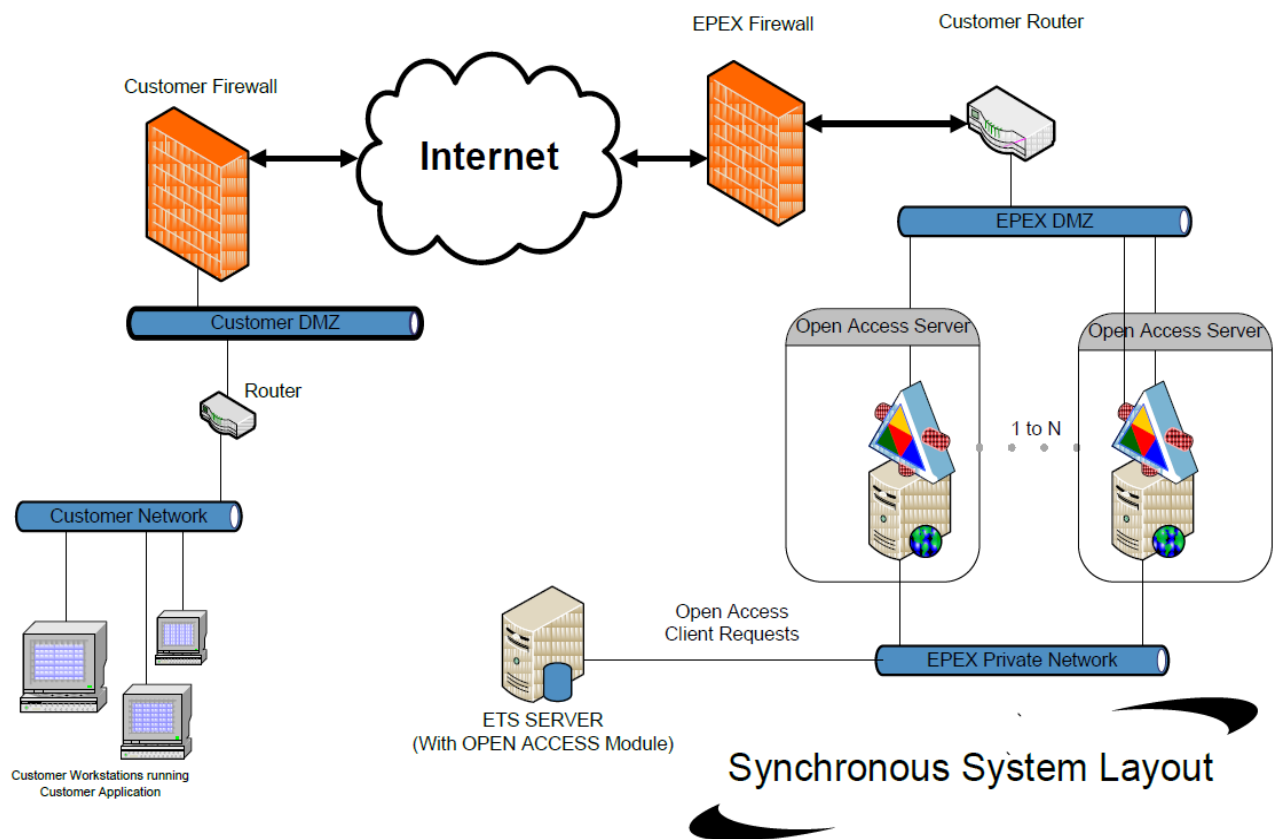 EPEX Firewall
Customer Router
Customer Firewall
Internet
EPEX DMZ
Customer DMZ
Open Access Server
Open Access Server
Router
1 to N
Customer Network
Open Access
Client Requests
EPEX Private Network
ETS SERVER
(With OPEN ACCESS Module)
Customer Workstations running
Customer Application
Synchronous System Layout